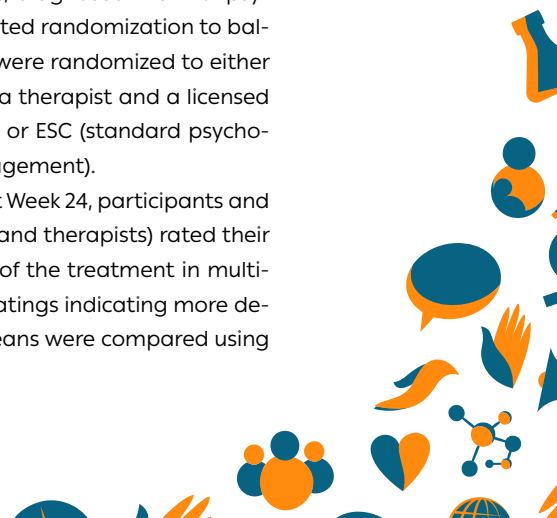 ted randomization to bal-
were randomized to either
a therapist and a licensed
or ESC (standard psycho-
gement).
Week 24, participants and
and therapists) rated their
of the treatment in multi-
atings indicating more de-
eans were compared using